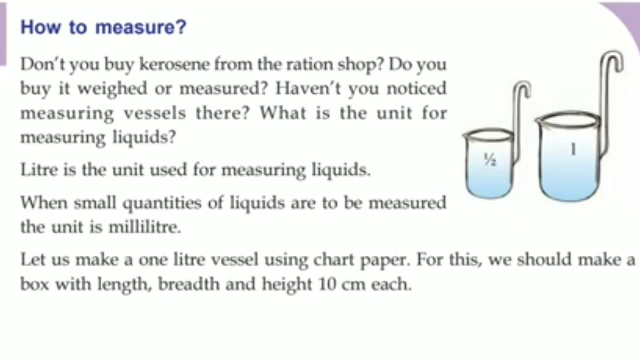 How to measure?
Don't you buy kerosene from the ration shop? Do you
buy it weighed or measured? Haven't you noticed
measuring vessels there? What is the unit for
measuring liquids?
½
1
Litre is the unit used for measuring liquids.
When small quantities of liquids are to be measured
the unit is millilitre.
Let us make a one litre vessel using chart paper. For this, we should make a
box with length, breadth and height 10 cm each.